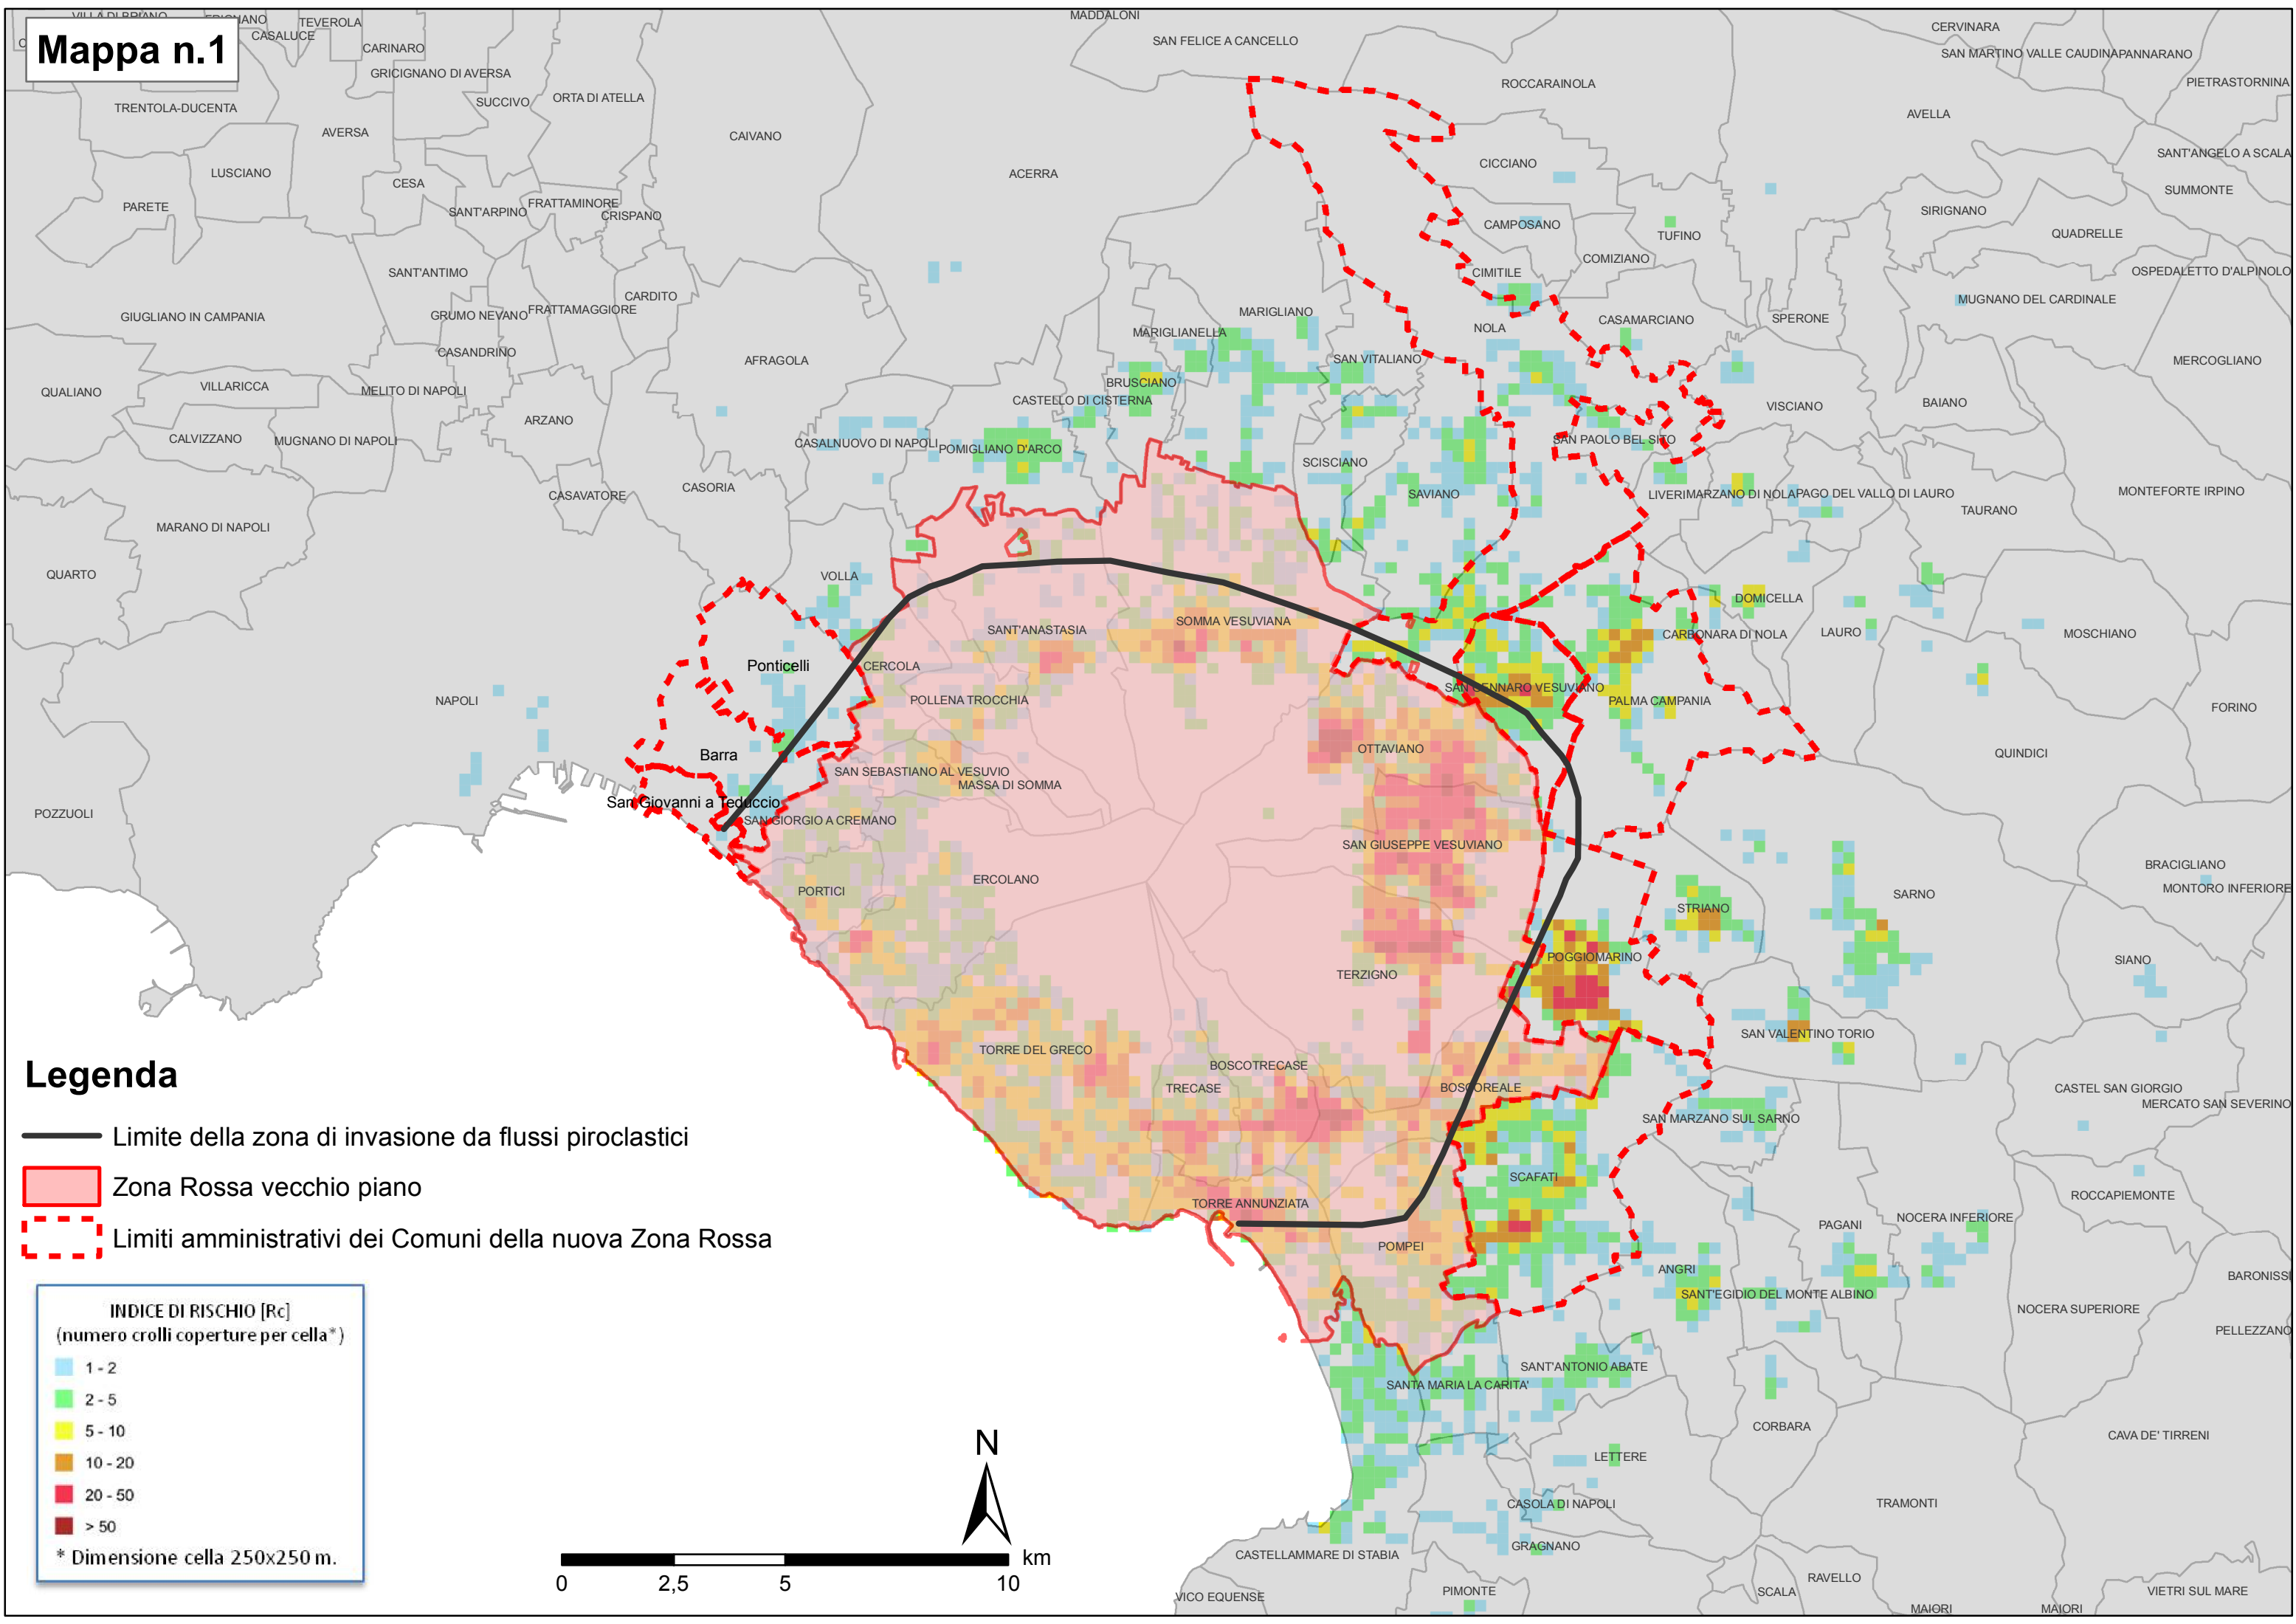 Mappa n.1
VILLA DI BRIANO
TEVEROLA
CASALUCE
CARINARO
GRICIGNANO DI AVERSA
SUCCIVO
ORTA DI ATELLA
TRENTOLA-DUCENTA
AVERSA
CAIVANO
LUSCIANO
CESA
PARETE
SANT'ARPINO
FRATTAMINORE
CRISPANO
MADDALONI
SAN FELICE A CANCELLO
ROCCARAINOLA
CERVINARA
SAN MARTINO VALLE CAUDINA
PANNARANO
PIETRASTORNINA
AVELLA
SANT'ANGELO A SCALA
SUMMONTE
ACERRA
CICCIANO
CAMPOSANO
TUFINO
SIRIGNANO
QUADRELLE
COMIZIANO
CIMITILE
OSPEDALETTO D'ALPINOLO
MUGNANO DEL CARDINALE
SANT'ANTIMO
CARDITO
GIUGLIANO IN CAMPANIA
GRUMO NEVANO
FRATTAMAGGIORE
CASANDRINO
AFRAGOLA
MARIGLIANO
MARIGLIANELLA
NOLA
CASAMARCIANO
SPERONE
SAN VITALIANO
MERCOGLIANO
QUALIANO
VILLARICCA
MELITO DI NAPOLI
BRUSCIANO
CASTELLO DI CISTERNA
VISCIANO
BAIANO
ARZANO
CALVIZZANO
MUGNANO DI NAPOLI
CASALNUOVO DI NAPOLI
POMIGLIANO D'ARCO
SAN PAOLO BEL SITO
SCISCIANO
CASORIA
CASAVATORE
SAVIANO
LIVERI
MARZANO DI NOLA
PAGO DEL VALLO DI LAURO
MONTEFORTE IRPINO
TAURANO
MARANO DI NAPOLI
QUARTO
VOLLA
DOMICELLA
SANT'ANASTASIA
SOMMA VESUVIANA
CARBONARA DI NOLA
LAURO
MOSCHIANO
Ponticelli
CERCOLA
NAPOLI
POLLENA TROCCHIA
SAN GENNARO VESUVIANO
PALMA CAMPANIA
FORINO
Barra
OTTAVIANO
QUINDICI
SAN SEBASTIANO AL VESUVIO
MASSA DI SOMMA
San Giovanni a Teduccio
SAN GIORGIO A CREMANO
POZZUOLI
SAN GIUSEPPE VESUVIANO
BRACIGLIANO
MONTORO INFERIORE
ERCOLANO
PORTICI
SARNO
STRIANO
POGGIOMARINO
SIANO
TERZIGNO
SAN VALENTINO TORIO
TORRE DEL GRECO
BOSCOTRECASE
TRECASE
BOSCOREALE
CASTEL SAN GIORGIO
MERCATO SAN SEVERINO
SAN MARZANO SUL SARNO
SCAFATI
ROCCAPIEMONTE
TORRE ANNUNZIATA
PAGANI
NOCERA INFERIORE
POMPEI
ANGRI
BARONISSI
SANT'EGIDIO DEL MONTE ALBINO
NOCERA SUPERIORE
PELLEZZANO
SANT'ANTONIO ABATE
SANTA MARIA LA CARITA'
CORBARA
CAVA DE' TIRRENI
LETTERE
CASOLA DI NAPOLI
TRAMONTI
GRAGNANO
CASTELLAMMARE DI STABIA
RAVELLO
SCALA
VICO EQUENSE
PIMONTE
VIETRI SUL MARE
MAIORI
MAIORI
Legenda
Limite della zona di invasione da flussi piroclastici
Zona Rossa vecchio piano
Limiti amministrativi dei Comuni della nuova Zona Rossa
INDICE DI RISCHIO [Rc]
(numero crolli coperture per cella*)
1 - 2
2 - 5
5 - 10
10 - 20
20 - 50
> 50
* Dimensione cella 250x250 m.
N
km
0 2,5 5 10